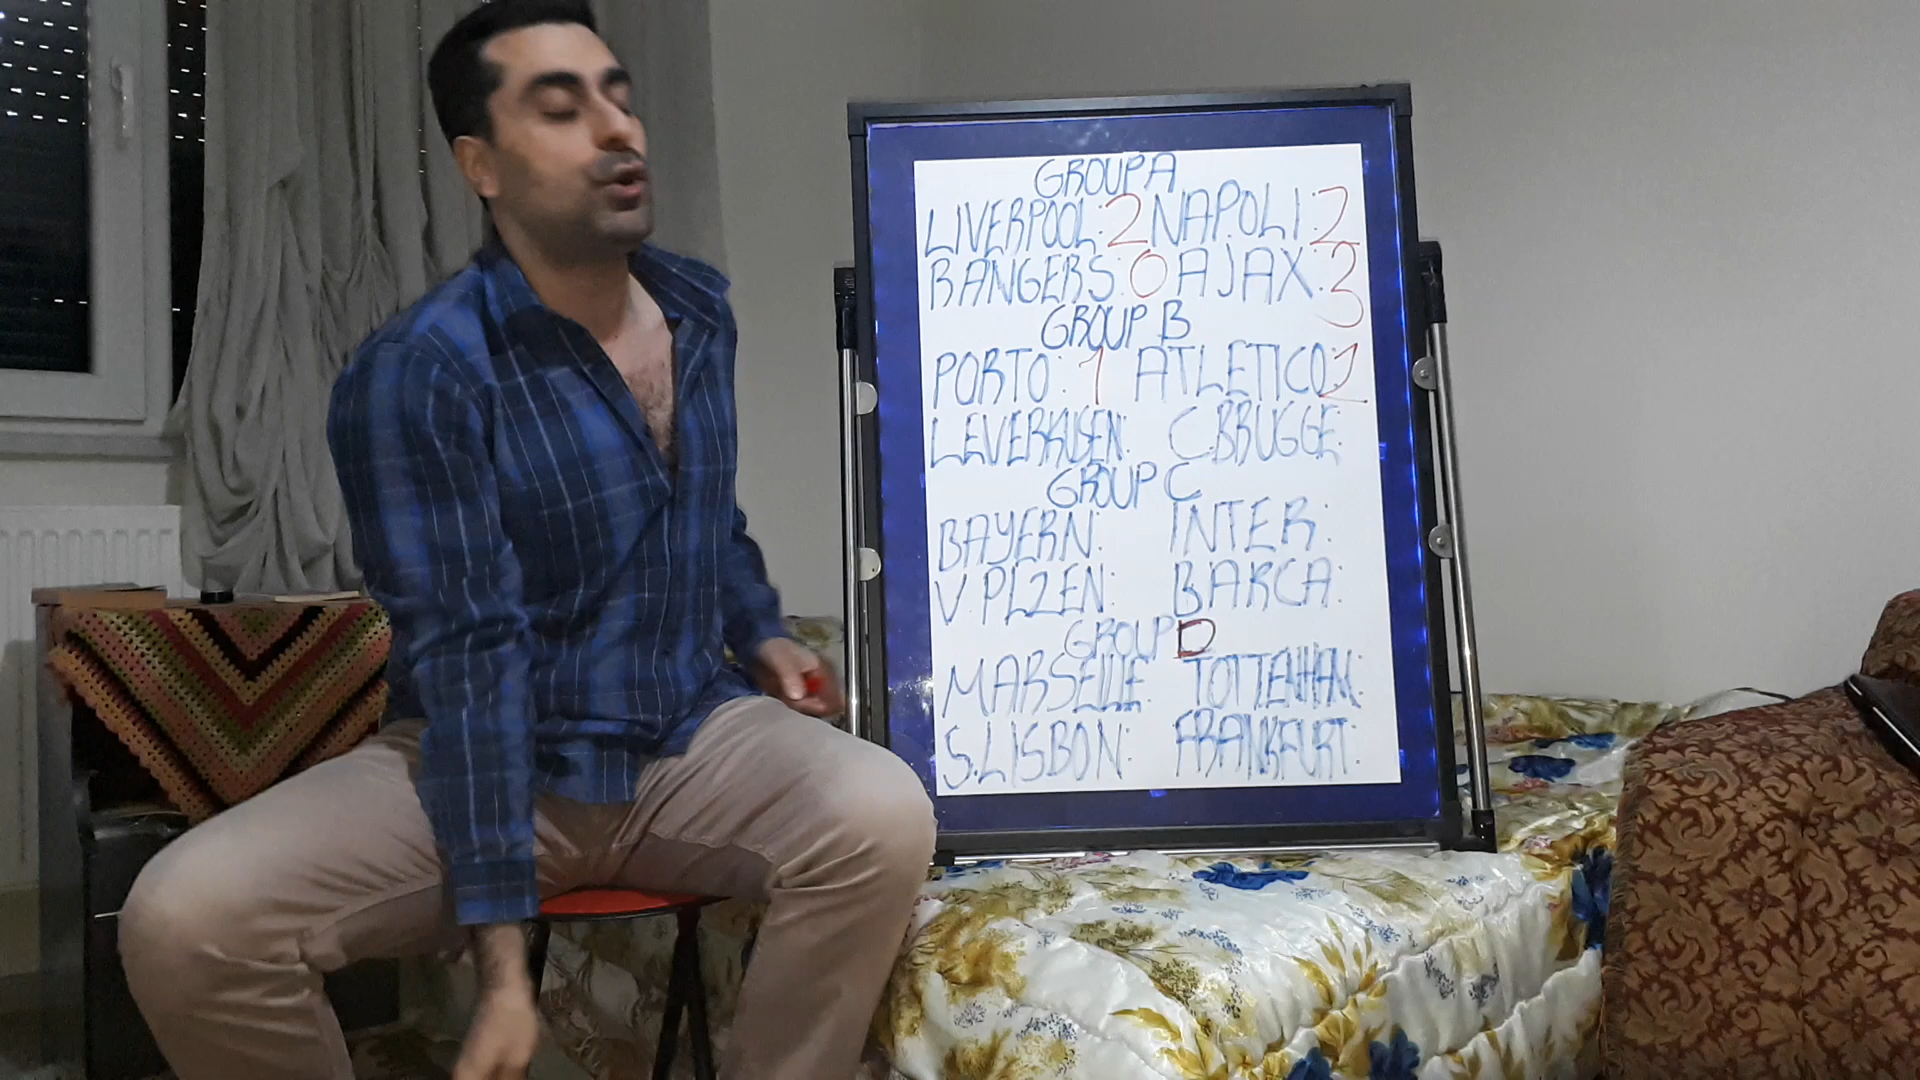 GROUP A
LIVERPOOL: 2 NAPOLI: 2
RANGERS: 0 AJAX: 3
GROUP B
PORTO: 1 ATLETICO: 2
LEVERKUSEN: C.BRUGGE:
GROUP C
BAYERN: INTER:
V.PLZEN: BARCA:
GROUP D
MARSEILLE: TOTTENHAM:
S.LISBON: FRANKFURT: